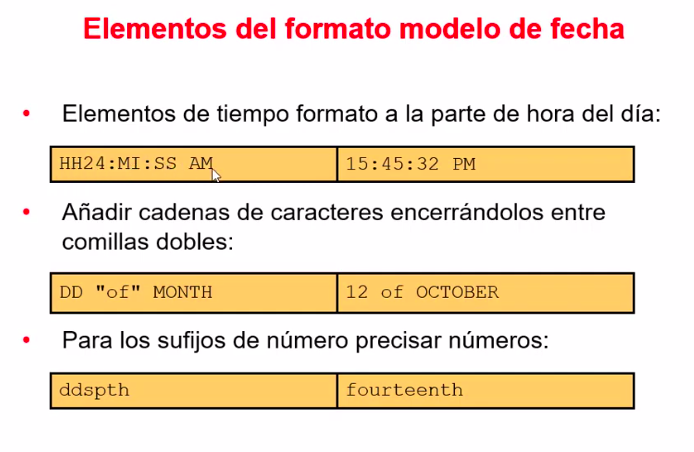 Elementos del formato modelo de fecha
• Elementos de tiempo formato a la parte de hora del día:
HH24:MI:SS AM 15:45:32 PM
• Añadir cadenas de caracteres encerrándolos entre
comillas dobles:
DD "of" MONTH 12 of OCTOBER
• Para los sufijos de número precisar números:
ddspth fourteenth